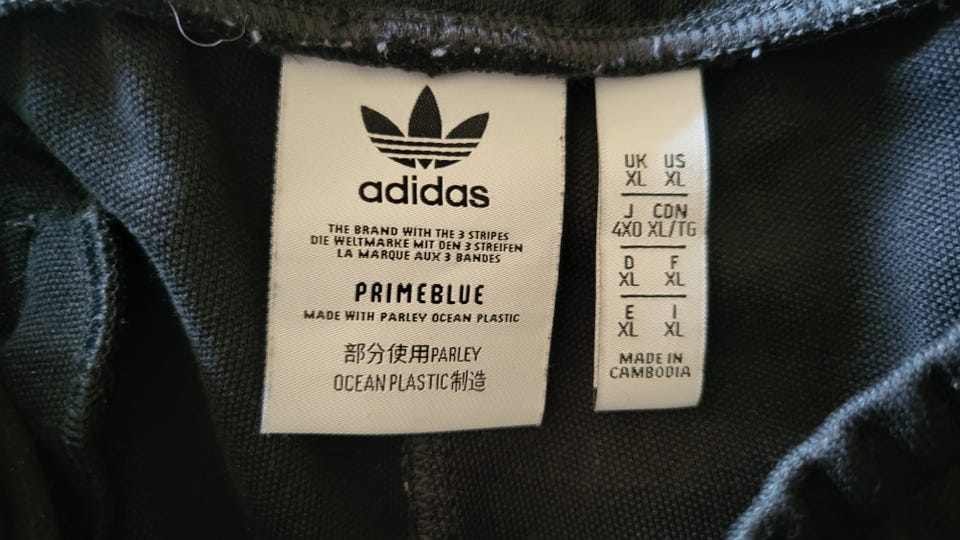 adidas
THE BRAND WITH THE 3 STRIPES
DIE WELTMARKE MIT DEN 3 STREIFEN
LA MARQUE AUX 3 BANDES
PRIMEBLUE
MADE WITH PARLEY OCEAN PLASTIC
部分使用PARLEY
OCEAN PLASTIC制造
UK US
XL XL
J CDN
4XO XL/TG
D F
XL XL
E I
XL XL
MADE IN
CAMBODIA